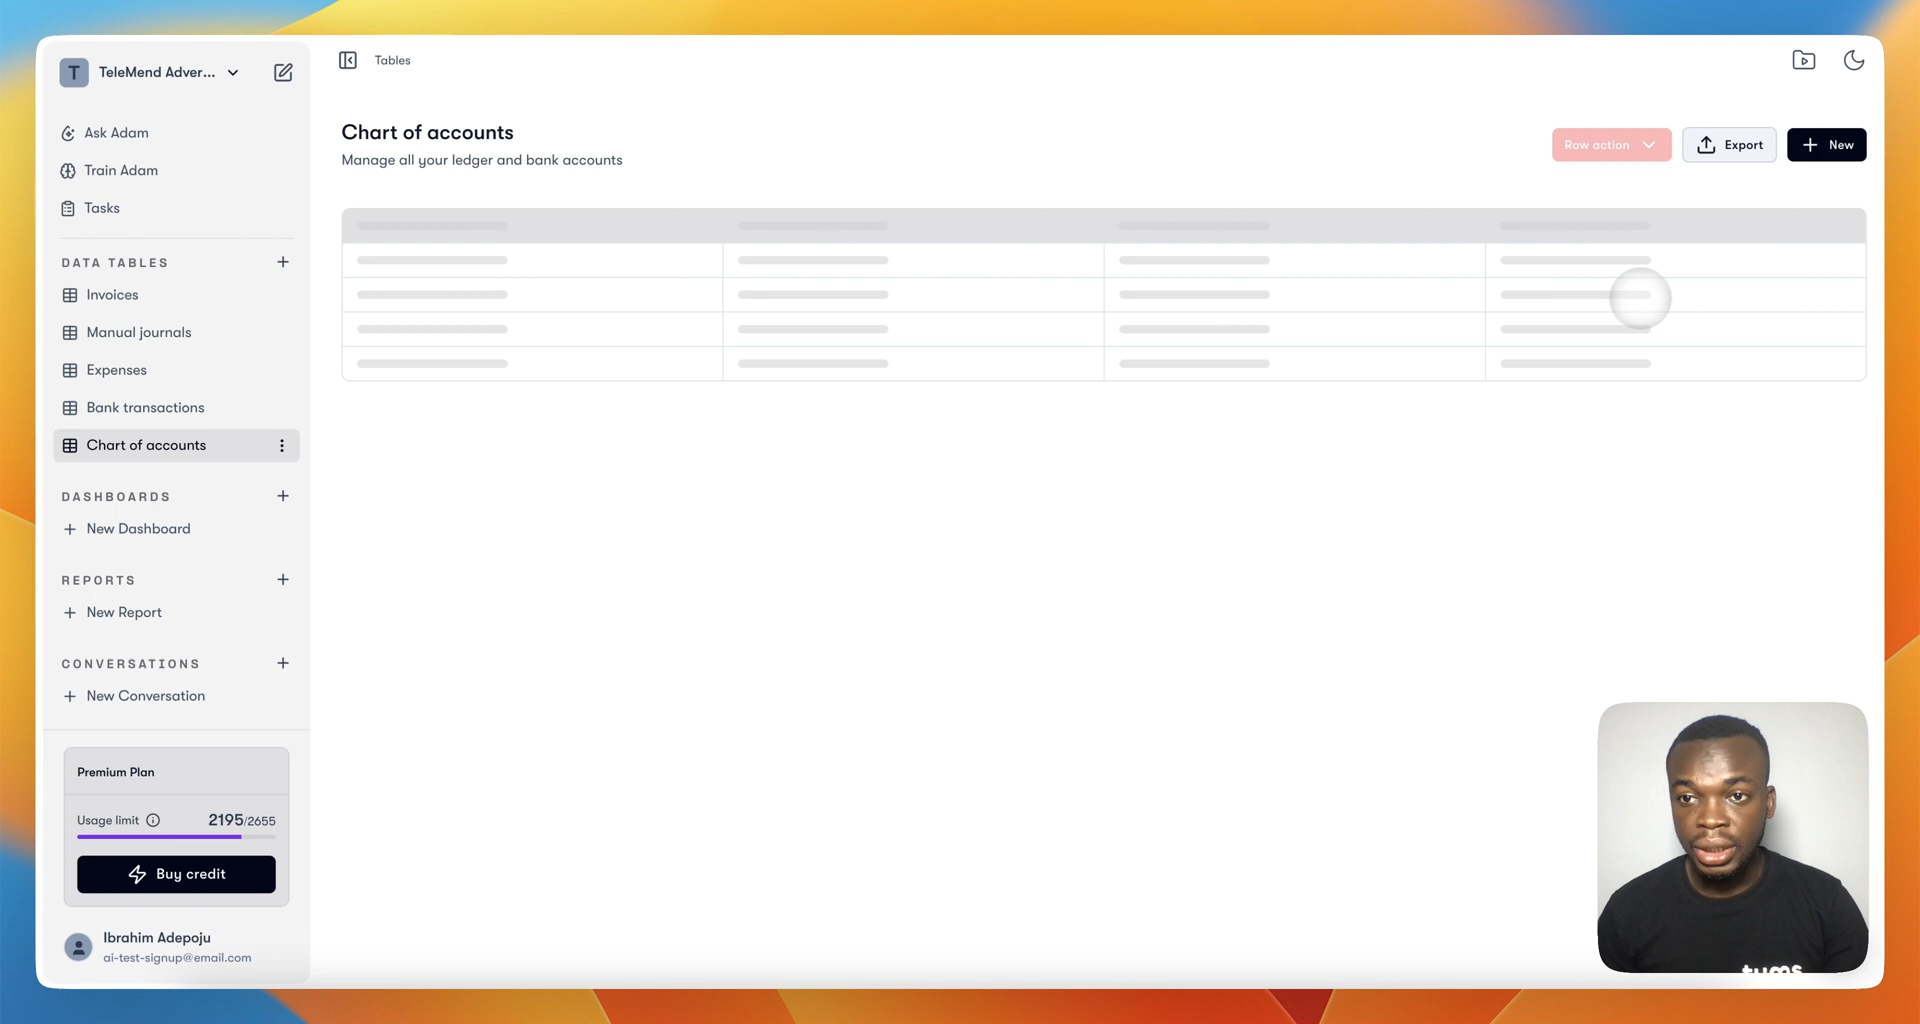 T TeleMend Adver...
Tables
Ask Adam
Train Adam
Tasks
DATA TABLES
Invoices
Manual journals
Expenses
Bank transactions
Chart of accounts
DASHBOARDS
New Dashboard
REPORTS
New Report
CONVERSATIONS
New Conversation
Premium Plan
Usage limit 2195/2655
Buy credit
Ibrahim Adepoju
ai-test-signup@email.com
Chart of accounts
Manage all your ledger and bank accounts
Row action
Export
New